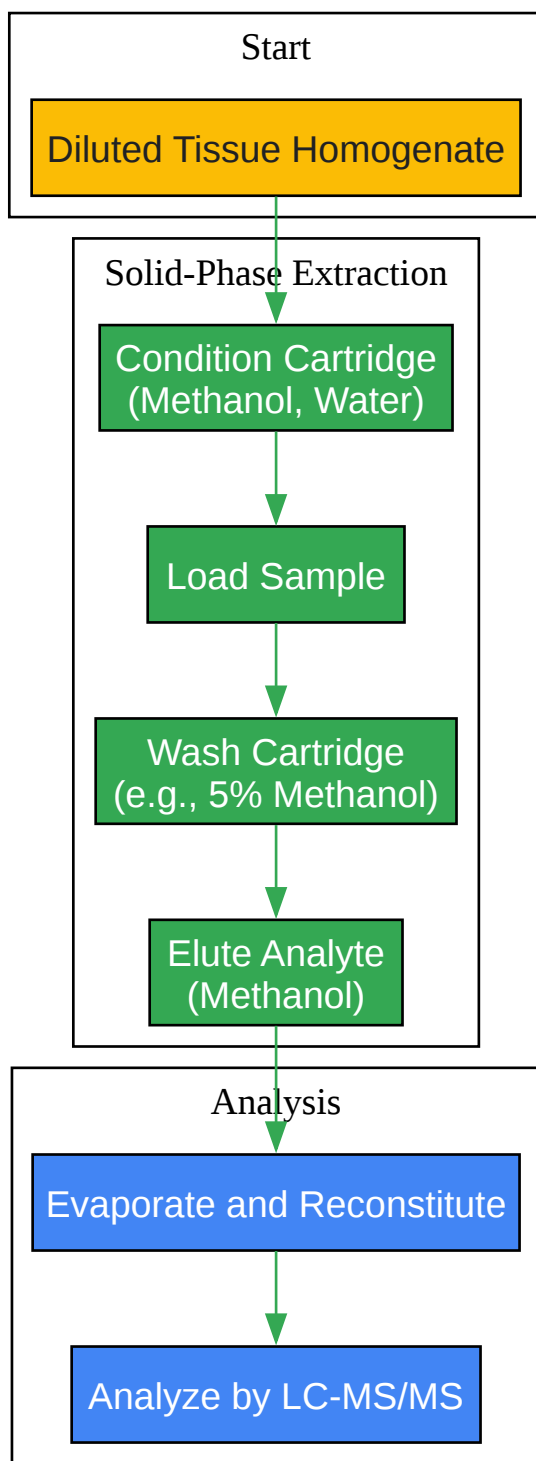 Start
Diluted Tissue Homogenate
Solid-Phase Extraction
Condition Cartridge
(Methanol, Water)
Load Sample
Wash Cartridge
(e.g., 5% Methanol)
Elute Analyte
(Methanol)
Analysis
Evaporate and Reconstitute
Analyze by LC-MS/MS